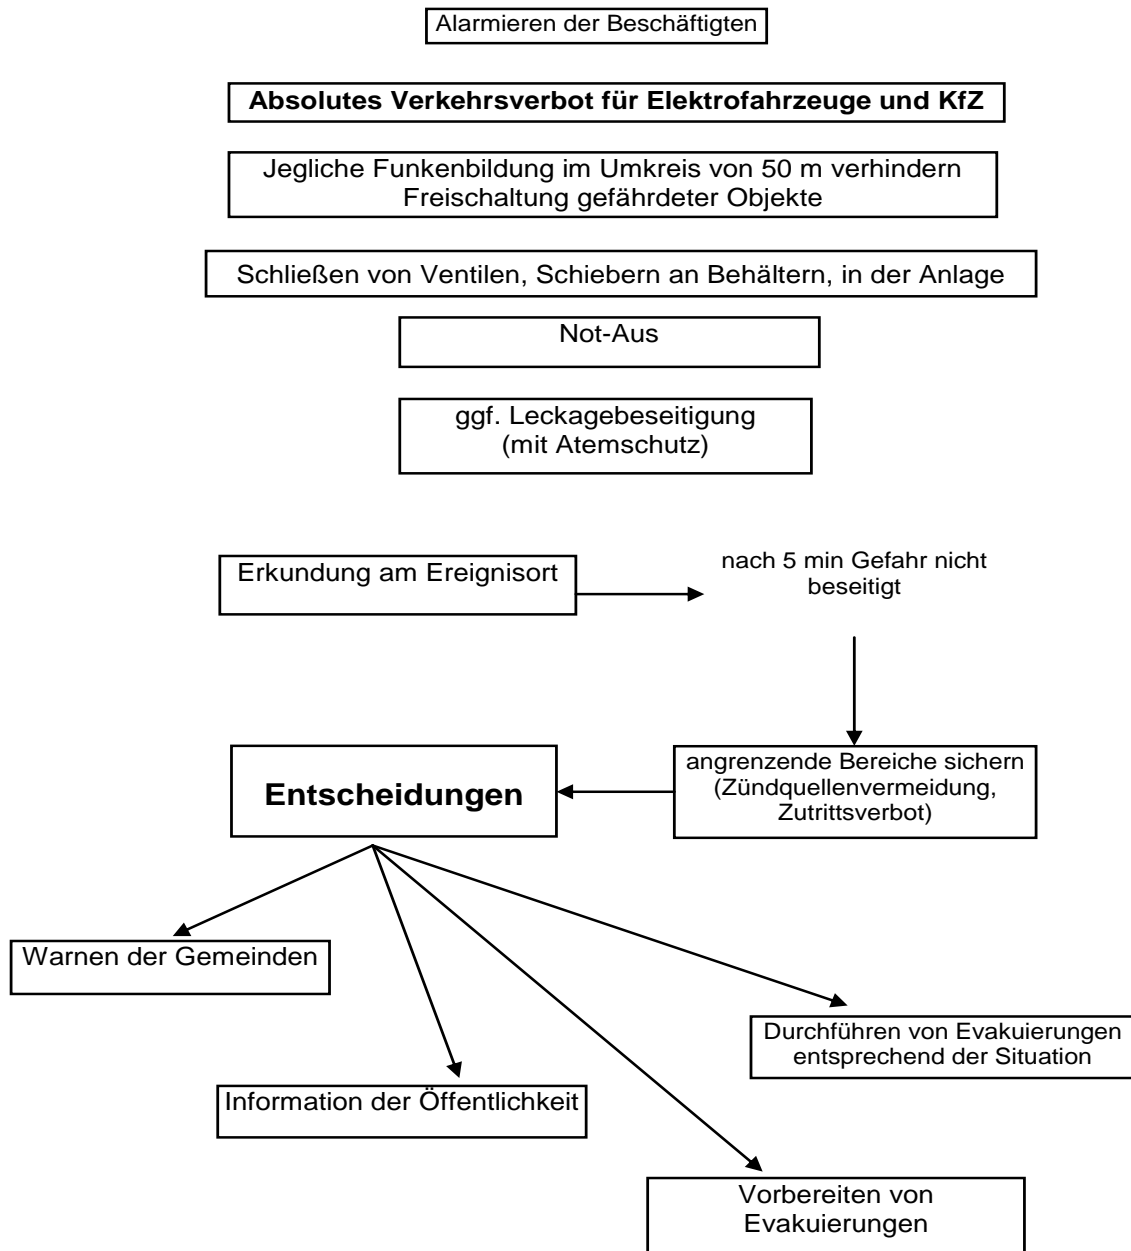 Alarmieren der Beschäftigten
Absolutes Verkehrsverbot für Elektrofahrzeuge und KfZ
Jegliche Funkenbildung im Umkreis von 50 m verhindern
Freischaltung gefährdeter Objekte
Schließen von Ventilen, Schiebern an Behältern, in der Anlage
Not-Aus
ggf. Leckagebeseitigung
(mit Atemschutz)
Erkundung am Ereignisort
nach 5 min Gefahr nicht
beseitigt
angrenzende Bereiche sichern
(Zündquellenvermeidung,
Zutrittsverbot)
Entscheidungen
Warnen der Gemeinden
Durchführen von Evakuierungen
entsprechend der Situation
Information der Öffentlichkeit
Vorbereiten von
Evakuierungen